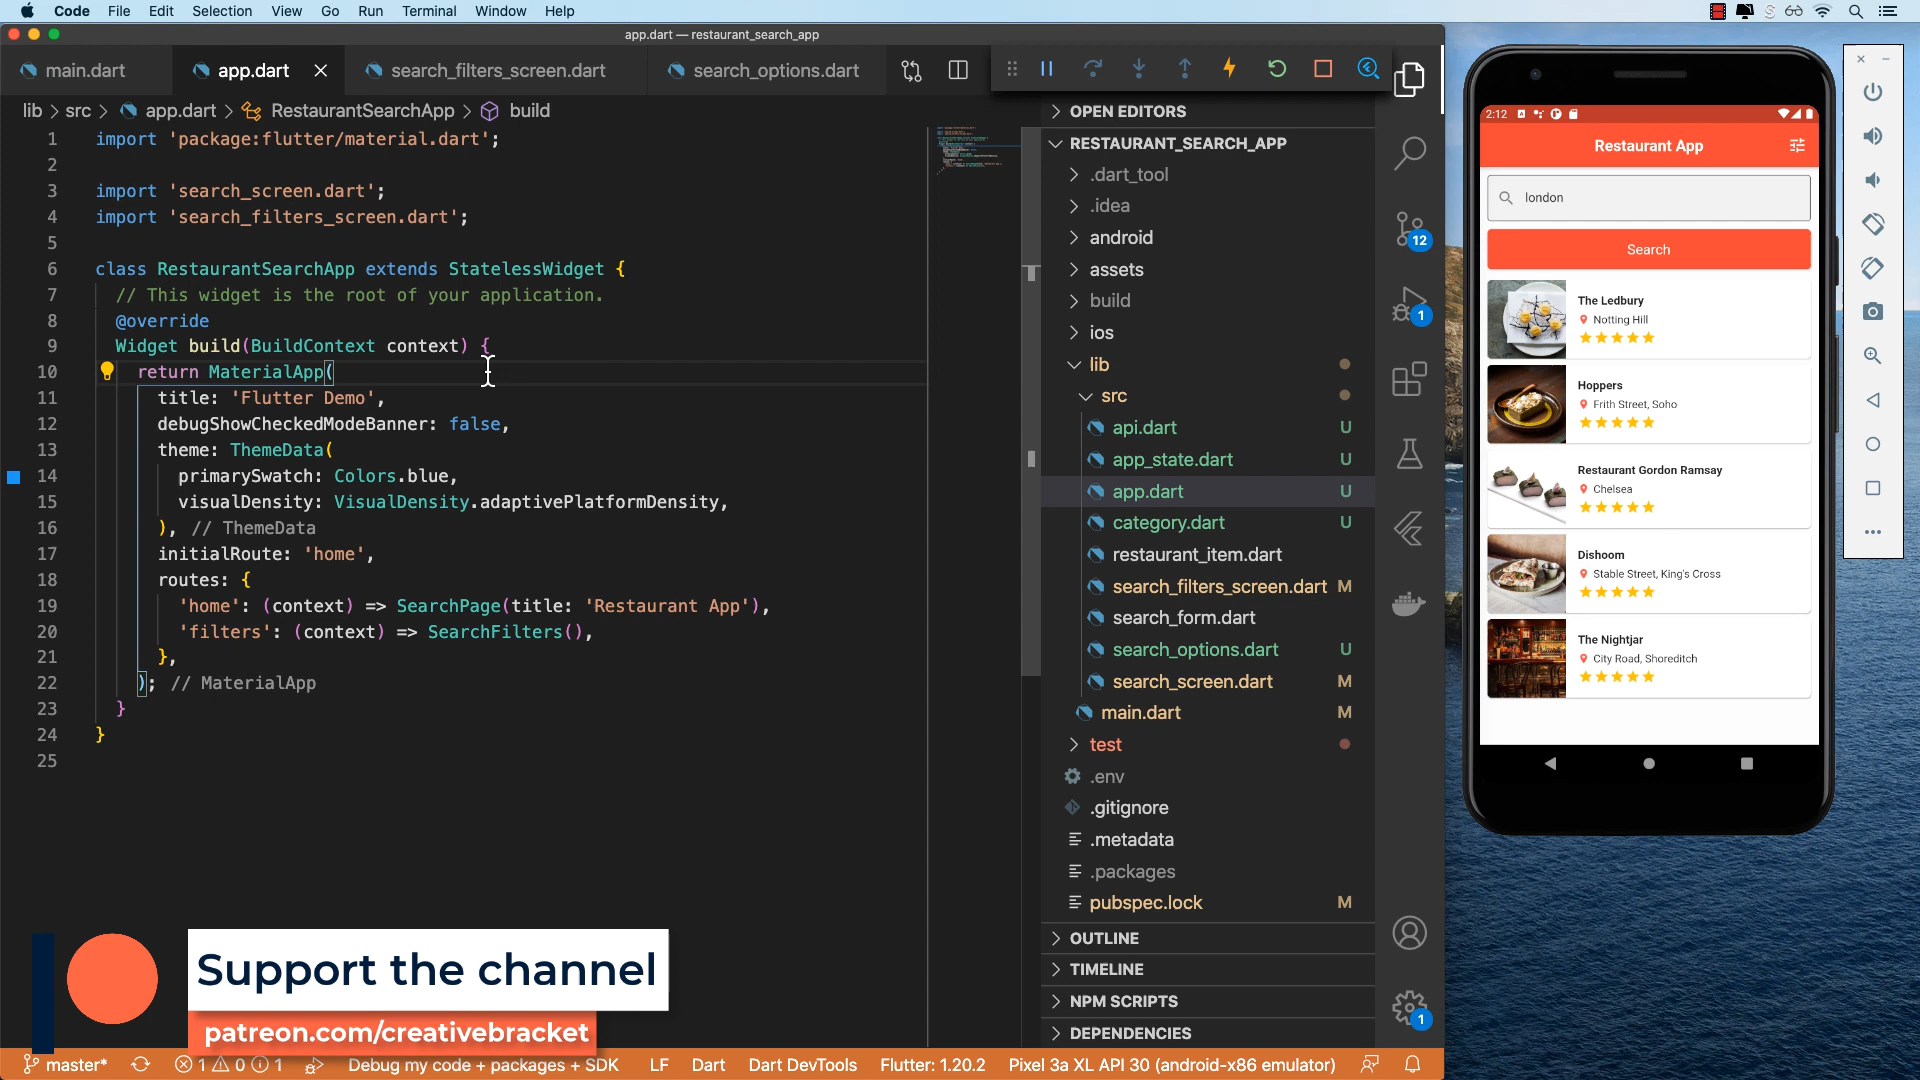 Code File Edit Selection View Go Run Terminal Window Help
app.dart — restaurant_search_app
main.dart app.dart search_filters_screen.dart search_options.dart
lib src app.dart RestaurantSearchApp build
1 import 'package:flutter/material.dart';
2
3 import 'search_screen.dart';
4 import 'search_filters_screen.dart';
5
6 class RestaurantSearchApp extends StatelessWidget {
7 // This widget is the root of your application.
8 @override
9 Widget build(BuildContext context) {
10 return MaterialApp(
11 title: 'Flutter Demo',
12 debugShowCheckedModeBanner: false,
13 theme: ThemeData(
14 primarySwatch: Colors.blue,
15 visualDensity: VisualDensity.adaptivePlatformDensity,
16 ), // ThemeData
17 initialRoute: 'home',
18 routes: {
19 'home': (context) => SearchPage(title: 'Restaurant App'),
20 'filters': (context) => SearchFilters(),
21 },
22 ); // MaterialApp
23 }
24 }
25
OPEN EDITORS
RESTAURANT_SEARCH_APP
.dart_tool
.idea
android
assets
build
ios
lib
src
api.dart U
app_state.dart U
app.dart U
category.dart U
restaurant_item.dart
search_filters_screen.dart M
search_form.dart
search_options.dart U
search_screen.dart M
main.dart M
test
.env
.gitignore
.metadata
.packages
pubspec.lock M
OUTLINE
TIMELINE
NPM SCRIPTS
DEPENDENCIES
12
1
1
2:12
Restaurant App
london
Search
The Ledbury
Notting Hill
Hoppers
Frith Street, Soho
Restaurant Gordon Ramsay
Chelsea
Dishoom
Stable Street, King's Cross
The Nightjar
City Road, Shoreditch
Support the channel
patreon.com/creativebracket
master* 1 0 1 Debug my code + packages + SDK LF Dart Dart DevTools Flutter: 1.20.2 Pixel 3a XL API 30 (android-x86 emulator)